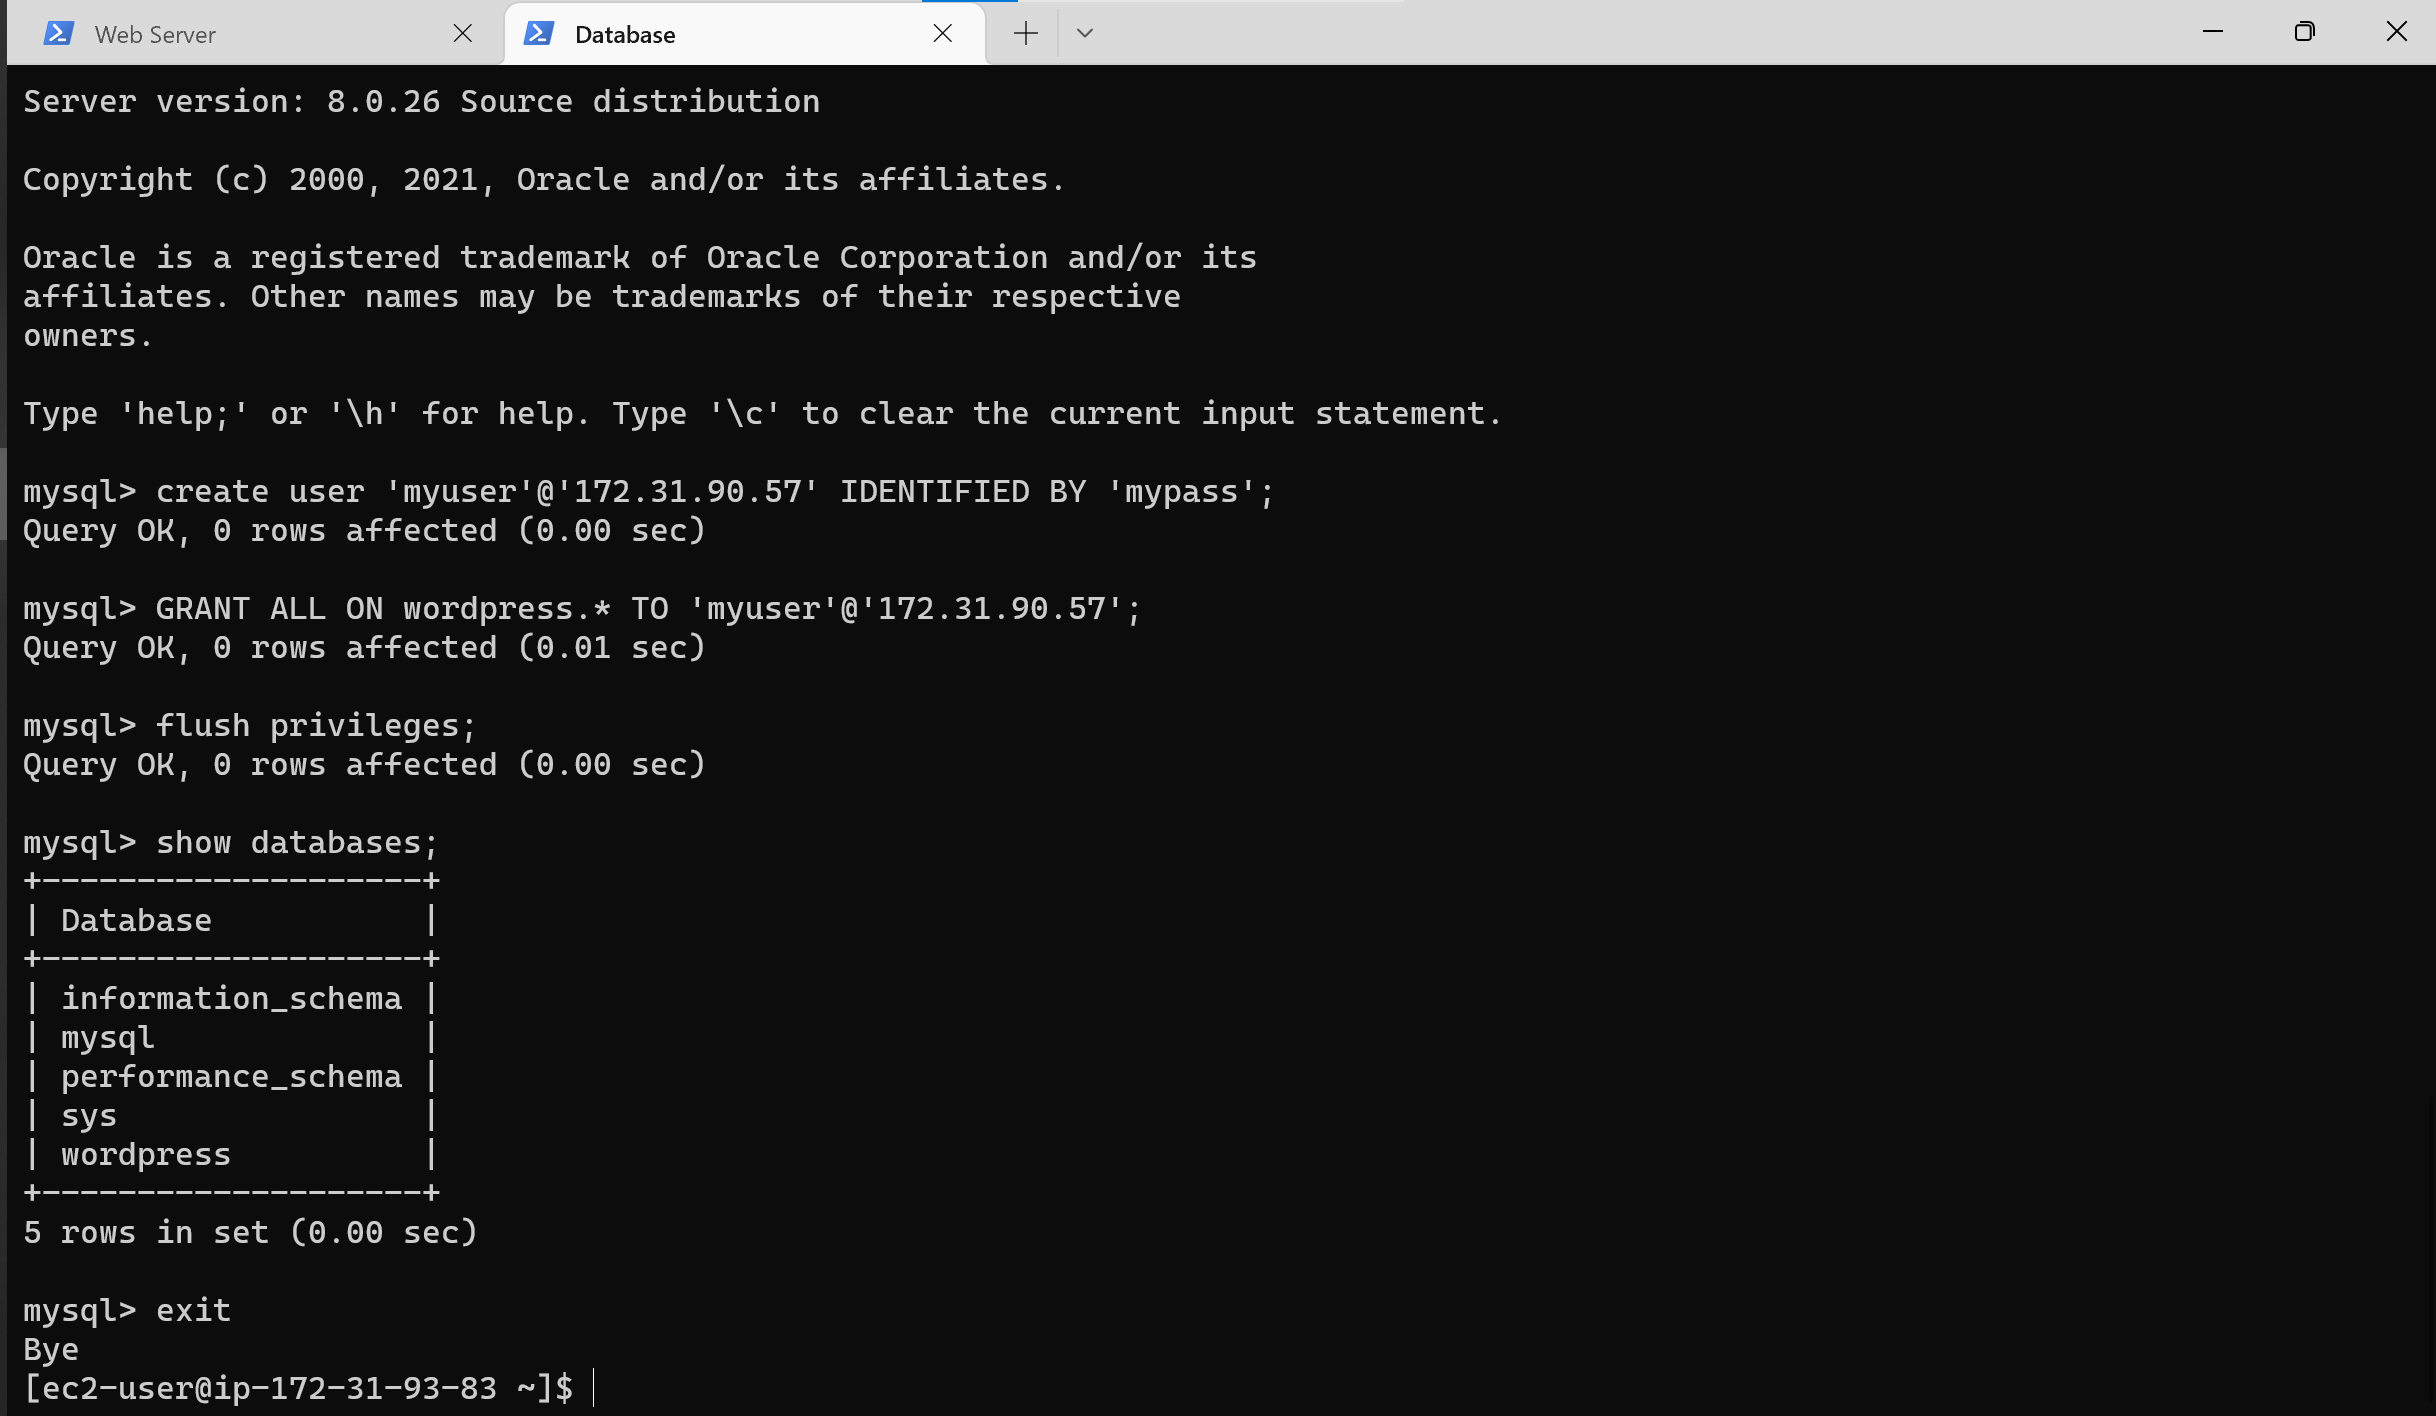 Web Server
Database
Server version: 8.0.26 Source distribution
Copyright (c) 2000, 2021, Oracle and/or its affiliates.
Oracle is a registered trademark of Oracle Corporation and/or its
affiliates. Other names may be trademarks of their respective
owners.
Type 'help;' or '\h' for help. Type '\c' to clear the current input statement.
mysql> create user 'myuser'@'172.31.90.57' IDENTIFIED BY 'mypass';
Query OK, 0 rows affected (0.00 sec)
mysql> GRANT ALL ON wordpress.* TO 'myuser'@'172.31.90.57';
Query OK, 0 rows affected (0.01 sec)
mysql> flush privileges;
Query OK, 0 rows affected (0.00 sec)
mysql> show databases;
+--------------------+
| Database           |
+--------------------+
| information_schema |
| mysql              |
| performance_schema |
| sys                |
| wordpress          |
+--------------------+
5 rows in set (0.00 sec)
mysql> exit
Bye
[ec2-user@ip-172-31-93-83 ~]$